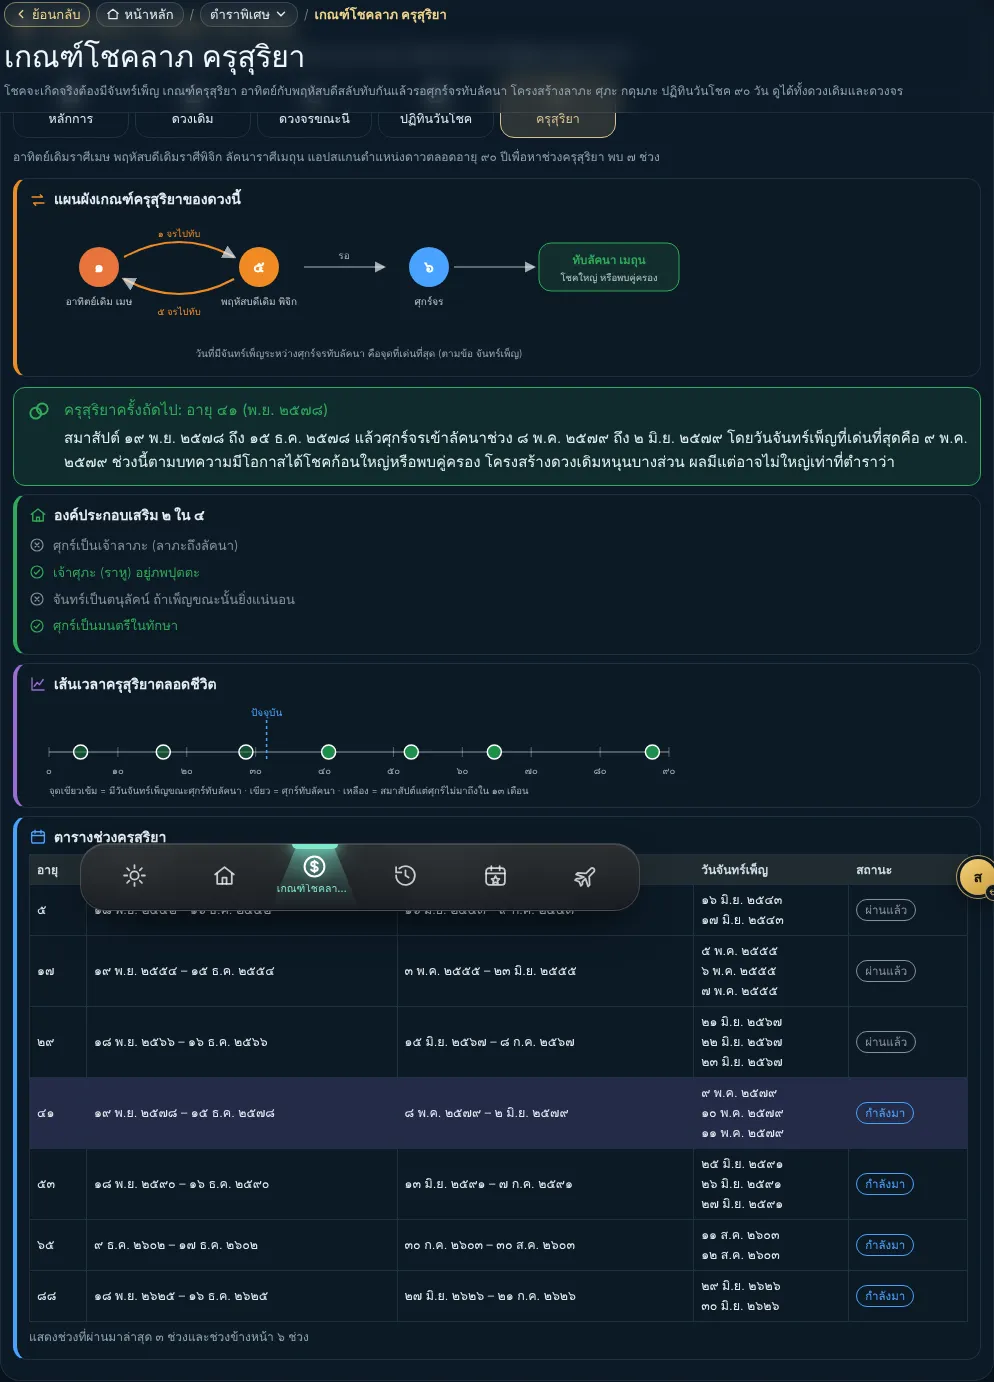 ย้อนกลับ หน้าหลัก / ตำราพิเศษ / เกณฑ์โชคลาภ ครุสุริยา
เกณฑ์โชคลาภ ครุสุริยา
โชคจะเกิดจริงต้องมีจันทร์เพ็ญ เกณฑ์ครุสุริยา อาทิตย์กับพฤหัสบดีสลับทับกันแล้วรอศุกร์จรทับลัคนา โครงสร้างลาภะ ศุภะ กดุมภะ ปฏิทินวันโชค ๙๐ วัน ดูได้ทั้งดวงเดิมและดวงจร
หลักการ ดวงเดิม ดวงจรขณะนี้ ปฏิทินวันโชค ครุสุริยา
อาทิตย์เดิมราศีเมษ พฤหัสบดีเดิมราศีพิจิก ลัคนาราศีเมถุน แอปสแกนตำแหน่งดาวตลอดอายุ ๙๐ ปีเพื่อหาช่วงครุสุริยา พบ ๗ ช่วง
แผนผังเกณฑ์ครุสุริยาของดวงนี้
๑ จรไปทับ
๑ ๕ รอ ๖ ทับลัคนา เมถุน
โชคใหญ่ หรือพบคู่ครอง
อาทิตย์เดิม เมษ พฤหัสบดีเดิม พิจิก ศุกร์จร
๕ จรไปทับ
วันที่มีจันทร์เพ็ญระหว่างศุกร์จรทับลัคนา คือจุดที่เด่นที่สุด (ตามข้อ จันทร์เพ็ญ)
ครุสุริยาครั้งถัดไป: อายุ ๔๑ (พ.ย. ๒๕๗๘)
สมาสัปต์ ๑๙ พ.ย. ๒๕๗๘ ถึง ๑๕ ธ.ค. ๒๕๗๘ แล้วศุกร์จรเข้าลัคนาช่วง ๘ พ.ค. ๒๕๗๙ ถึง ๒ มิ.ย. ๒๕๗๙ โดยวันจันทร์เพ็ญที่เด่นที่สุดคือ ๙ พ.ค.
๒๕๗๙ ช่วงนี้ตามบทความมีโอกาสได้โชคก้อนใหญ่หรือพบคู่ครอง โครงสร้างดวงเดิมหนุนบางส่วน ผลมีแต่อาจไม่ใหญ่เท่าที่ตำราว่า
องค์ประกอบเสริม ๒ ใน ๔
ศุกร์เป็นเจ้าลาภะ (ลาภะถึงลัคนา)
เจ้าศุภะ (ราหู) อยู่ภพปุตตะ
จันทร์เป็นตนุลัคน์ ถ้าเพ็ญขณะนั้นยิ่งแน่นอน
ศุกร์เป็นมนตรีในทักษา
เส้นเวลาครุสุริยาตลอดชีวิต
ปัจจุบัน
๐ ๑๐ ๒๐ ๓๐ ๔๐ ๕๐ ๖๐ ๗๐ ๘๐ ๙๐
จุดเขียวเข้ม = มีวันจันทร์เพ็ญขณะศุกร์ทับลัคนา · เขียว = ศุกร์ทับลัคนา · เหลือง = สมาสัปต์แต่ศุกร์ไม่มาถึงใน ๑๓ เดือน
ตารางช่วงครุสุริยา
อายุ วันจันทร์เพ็ญ สถานะ
เกณฑ์โชคลา...
ส
๕ ๑๖ มิ.ย. ๒๕๔๓ ผ่านแล้ว
๑๗ มิ.ย. ๒๕๔๓
๑๗ ๑๙ พ.ย. ๒๕๕๔ – ๑๕ ธ.ค. ๒๕๕๔ ๓ พ.ค. ๒๕๕๕ – ๒๓ มิ.ย. ๒๕๕๕ ๕ พ.ค. ๒๕๕๕ ผ่านแล้ว
๖ พ.ค. ๒๕๕๕
๗ พ.ค. ๒๕๕๕
๒๙ ๑๘ พ.ย. ๒๕๖๖ – ๑๖ ธ.ค. ๒๕๖๖ ๑๕ มิ.ย. ๒๕๖๗ – ๘ ก.ค. ๒๕๖๗ ๒๑ มิ.ย. ๒๕๖๗ ผ่านแล้ว
๒๒ มิ.ย. ๒๕๖๗
๒๓ มิ.ย. ๒๕๖๗
๔๑ ๑๙ พ.ย. ๒๕๗๘ – ๑๕ ธ.ค. ๒๕๗๘ ๘ พ.ค. ๒๕๗๙ – ๒ มิ.ย. ๒๕๗๙ ๙ พ.ค. ๒๕๗๙ กำลังมา
๑๐ พ.ค. ๒๕๗๙
๑๑ พ.ค. ๒๕๗๙
๕๓ ๑๘ พ.ย. ๒๕๙๐ – ๑๖ ธ.ค. ๒๕๙๐ ๑๓ มิ.ย. ๒๕๙๑ – ๗ ก.ค. ๒๕๙๑ ๒๕ มิ.ย. ๒๕๙๑ กำลังมา
๒๖ มิ.ย. ๒๕๙๑
๒๗ มิ.ย. ๒๕๙๑
๖๕ ๙ ธ.ค. ๒๖๐๒ – ๑๗ ธ.ค. ๒๖๐๒ ๓๐ ก.ค. ๒๖๐๓ – ๓๐ ส.ค. ๒๖๐๓ ๑๑ ส.ค. ๒๖๐๓ กำลังมา
๑๒ ส.ค. ๒๖๐๓
๘๘ ๑๘ พ.ย. ๒๖๒๕ – ๑๖ ธ.ค. ๒๖๒๕ ๒๗ มิ.ย. ๒๖๒๖ – ๒๑ ก.ค. ๒๖๒๖ ๒๙ มิ.ย. ๒๖๒๖ กำลังมา
๓๐ มิ.ย. ๒๖๒๖
แสดงช่วงที่ผ่านมาล่าสุด ๓ ช่วงและช่วงข้างหน้า ๖ ช่วง